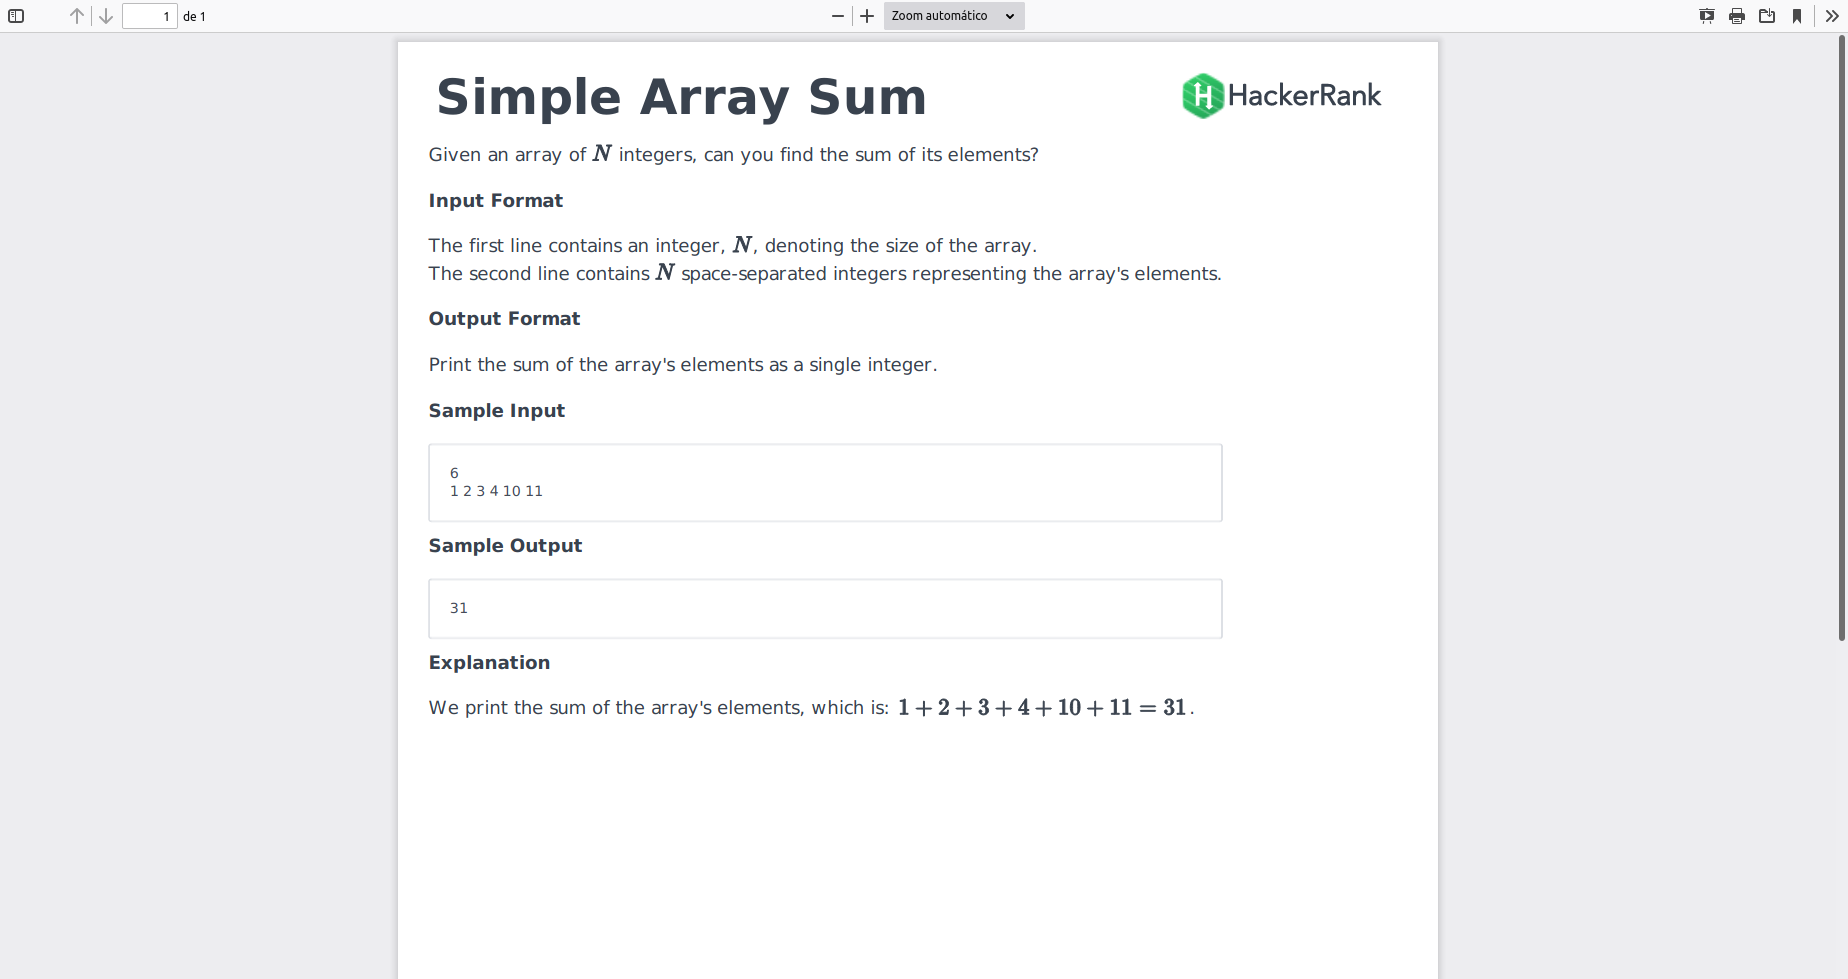 1 de 1 Zoom automático
Simple Array Sum
HackerRank
Given an array of N integers, can you find the sum of its elements?
Input Format
The first line contains an integer, N, denoting the size of the array.
The second line contains N space-separated integers representing the array's elements.
Output Format
Print the sum of the array's elements as a single integer.
Sample Input
6
1 2 3 4 10 11
Sample Output
31
Explanation
We print the sum of the array's elements, which is: 1 + 2 + 3 + 4 + 10 + 11 = 31.